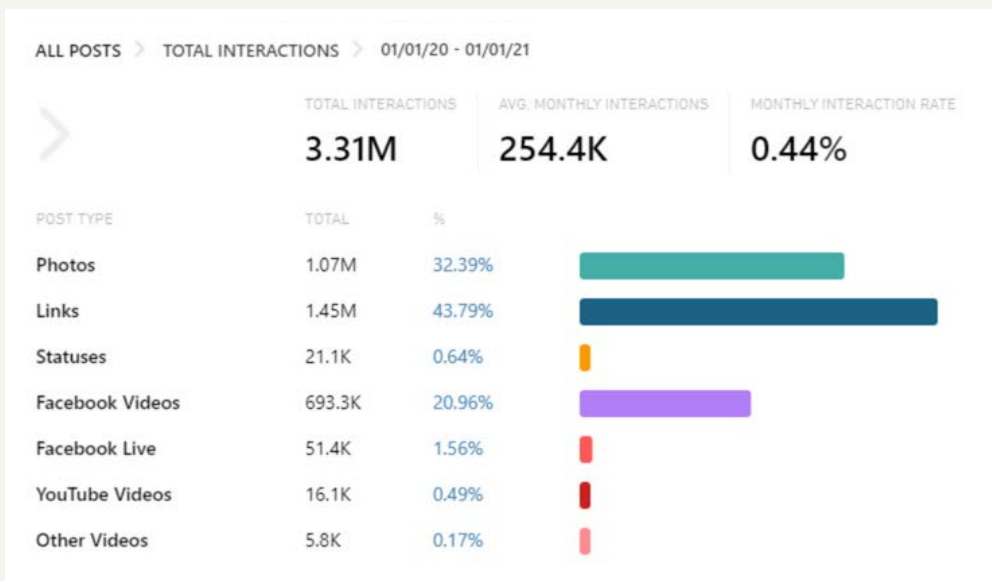 ALL POSTS > TOTAL INTERACTIONS > 01/01/20 - 01/01/21
TOTAL INTERACTIONS AVG. MONTHLY INTERACTIONS MONTHLY INTERACTION RATE
3.31M 254.4K 0.44%
POST TYPE TOTAL %
Photos 1.07M 32.39%
Links 1.45M 43.79%
Statuses 21.1K 0.64%
Facebook Videos 693.3K 20.96%
Facebook Live 51.4K 1.56%
YouTube Videos 16.1K 0.49%
Other Videos 5.8K 0.17%